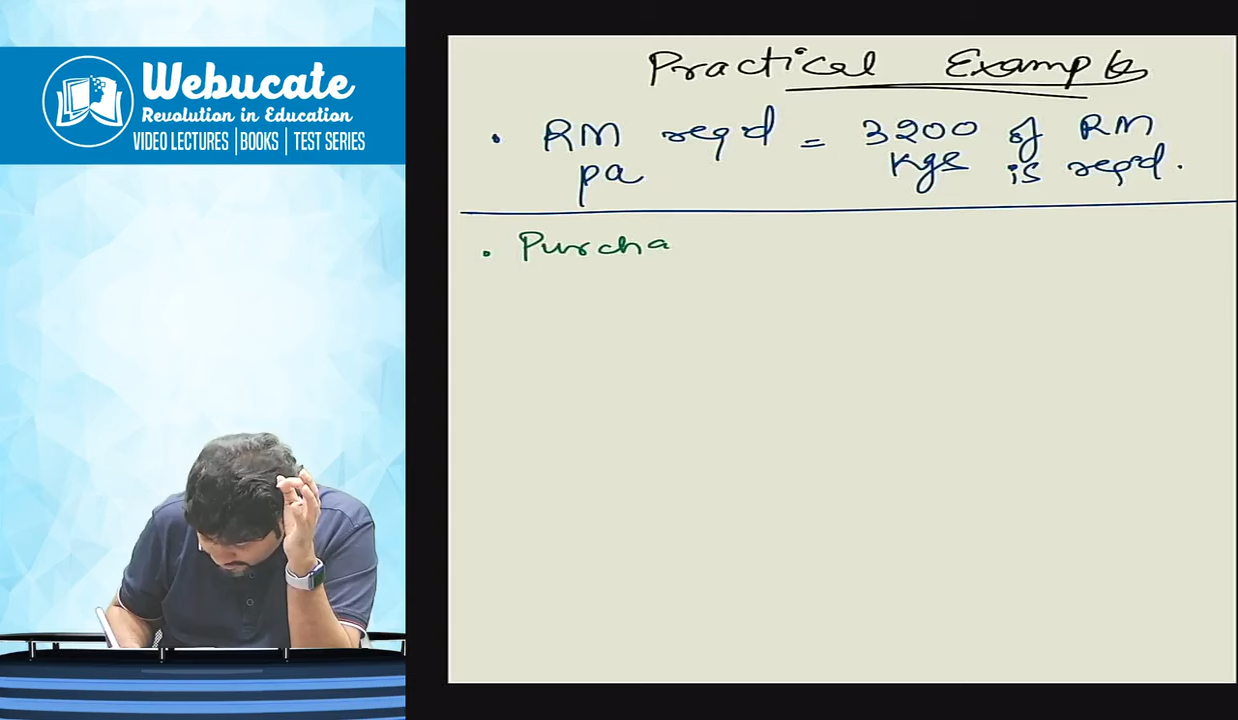 Webucate
Revolution in Education
VIDEO LECTURES | BOOKS | TEST SERIES
Practical Example
• RM reqd = 3200 of RM
pa kgs is reqd.
• Purcha